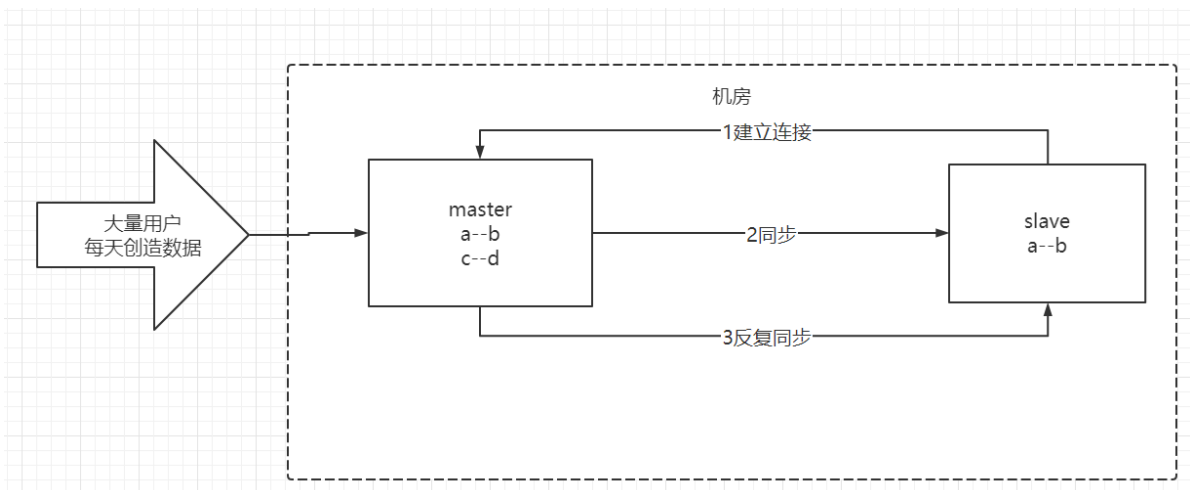 机房
1建立连接
大量用户
每天创造数据
master
a--b
c--d
2同步
slave
a--b
3反复同步